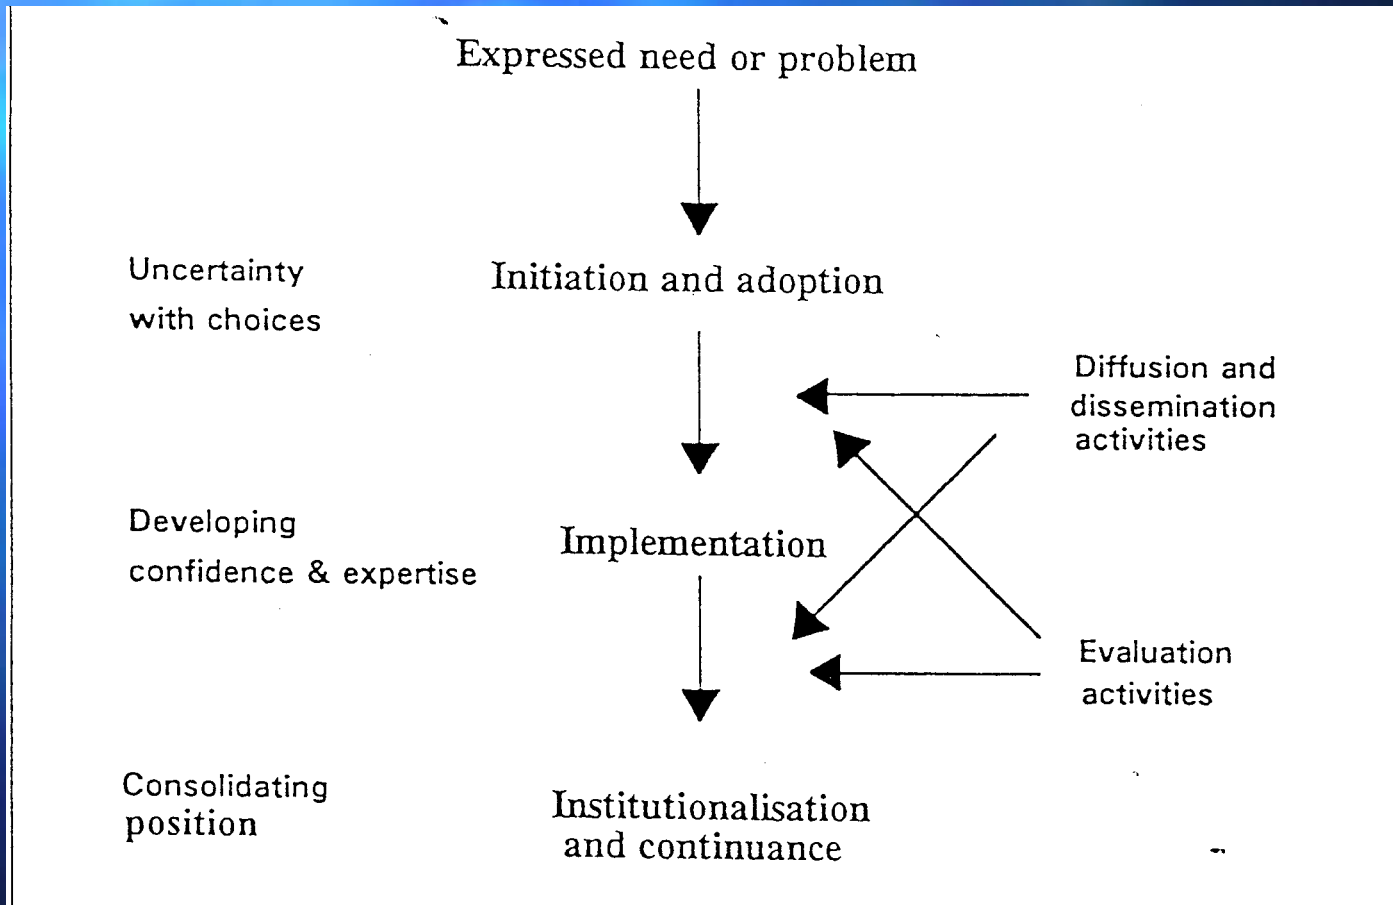 Expressed need or problem
Uncertainty
with choices
Initiation and adoption
Diffusion and
dissemination
activities
Developing
confidence & expertise
Implementation
Evaluation
activities
Consolidating
position
Institutionalisation
and continuance